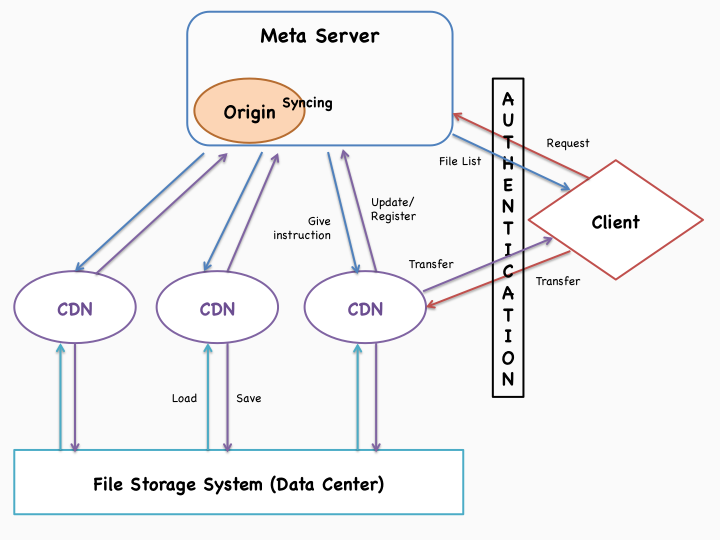 Meta Server
Syncing
Origin
Request
File List
AUTHENTICATION
Client
Update/
Register
Give
instruction
Transfer
Transfer
CDN
CDN
CDN
Load
Save
File Storage System (Data Center)